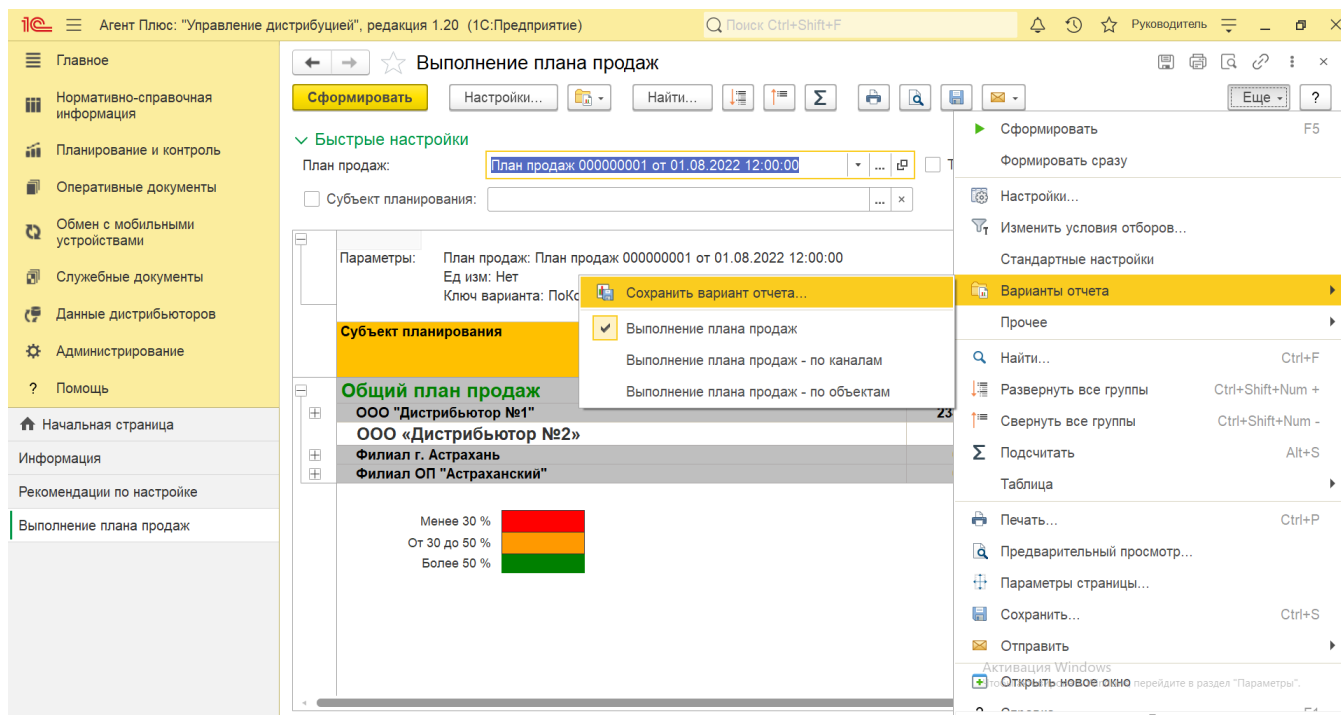 Агент Плюс: "Управление дистрибуцией", редакция 1.20 (1С:Предприятие)
Поиск Ctrl+Shift+F
Руководитель
Главное
Нормативно-справочная
информация
Планирование и контроль
Оперативные документы
Обмен с мобильными
устройствами
Служебные документы
Данные дистрибьюторов
Администрирование
? Помощь
Начальная страница
Информация
Рекомендации по настройке
Выполнение плана продаж
Выполнение плана продаж
Сформировать
Настройки...
Найти...
Еще
?
Быстрые настройки
План продаж:
План продаж 000000001 от 01.08.2022 12:00:00
Субъект планирования:
Параметры:
План продаж: План продаж 000000001 от 01.08.2022 12:00:00
Ед изм: Нет
Ключ варианта:
Субъект планирования
Общий план продаж
ООО "Дистрибьютор №1"
23
ООО «Дистрибьютор №2»
Филиал г. Астрахань
Филиал ОП "Астраханский"
Менее 30 %
От 30 до 50 %
Более 50 %
Сохранить вариант отчета...
Выполнение плана продаж
Выполнение плана продаж - по каналам
Выполнение плана продаж - по объектам
Сформировать F5
Формировать сразу
Настройки...
Изменить условия отборов...
Стандартные настройки
Варианты отчета
Прочее
Найти... Ctrl+F
Развернуть все группы Ctrl+Shift+Num +
Свернуть все группы Ctrl+Shift+Num -
Подсчитать Alt+S
Таблица
Печать... Ctrl+P
Предварительный просмотр...
Параметры страницы...
Сохранить... Ctrl+S
Отправить
Активация Windows
Открыть новое окно
перейдите в раздел "Параметры".